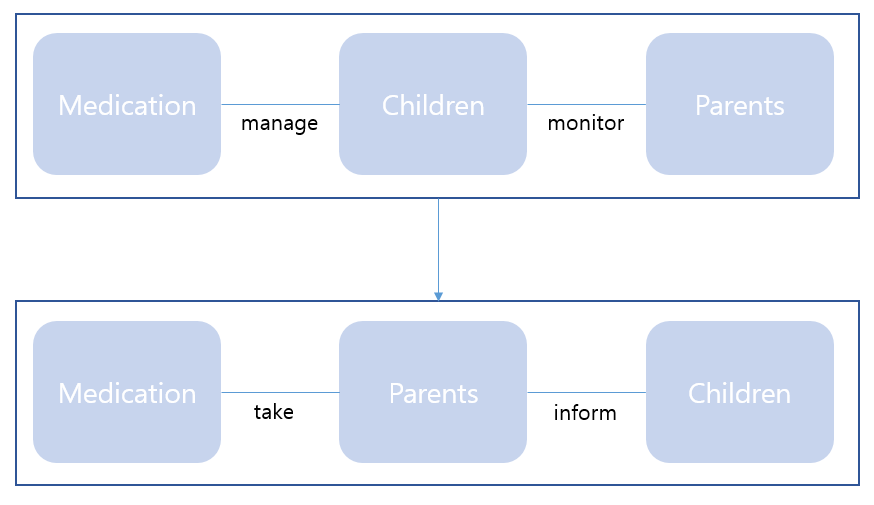 Medication
manage
Children
monitor
Parents
Medication
take
Parents
inform
Children